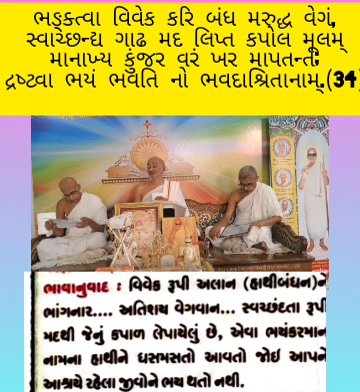 ભઙ્ક્ત્વા વિવેક કરિ બંધ મરુદ્ધ વેગં,
સ્વાચ્છન્દ્ય ગાઢ મદ લિપ્ત કપોલ મૂલમ્
માનાખ્ય કુંજર વરં ખર માપતન્તં;
દ્રષ્ટ્વા ભયં ભવતિ નો ભવદાશ્રિતાનામ્.(34)
ભાવાનુવાદ : વિવેક રૂપી અલાન (હાથીબંધન)ને
ભાંગનાર.... અતિશય વેગવાન... સ્વચ્છંદતા રૂપી
મદથી જેનું કપાળ લેપાયેલું છે, એવા ભયંકરમાન
નામના હાથીને ધસમસતો આવતો જોઇ આપને
આશ્રયે રહેલા જીવોને ભય થતો નથી.